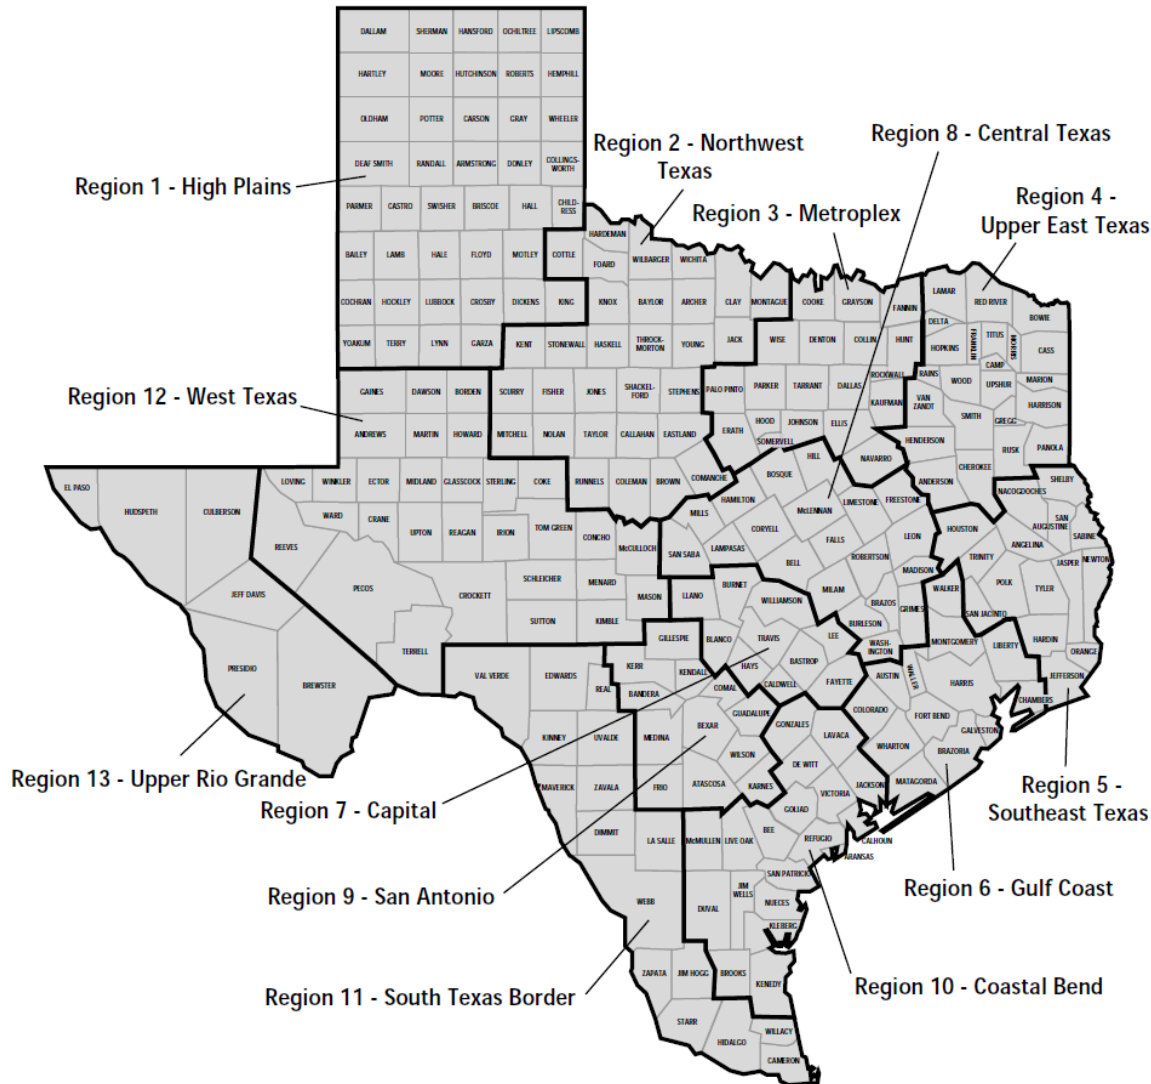 DALLAM SHERMAN HANSFORD OCHILTREE LIPSCOMB
HARTLEY MOORE HUTCHINSON ROBERTS HEMPHILL
OLDHAM POTTER CARSON GRAY WHEELER
Region 8 - Central Texas
Region 2 - Northwest
Texas
DEAF SMITH RANDALL ARMSTRONG DONLEY COLLINGS-
WORTH
Region 1 - High Plains
Region 3 - Metroplex
Region 4 -
Upper East Texas
PARMER CASTRO SWISHER BRISCOE HALL CHILD-
RESS
HARDEMAN
BAILEY LAMB HALE FLOYD MOTLEY COTTLE FOARD WILBARGER WICHITA
COCHRAN HOCKLEY LUBBOCK CROSBY DICKENS KING KNOX BAYLOR ARCHER CLAY MONTAGUE COOKE GRAYSON FANNIN LAMAR RED RIVER BOWIE
YOAKUM TERRY LYNN GARZA KENT STONEWALL HASKELL THROCK-
MORTON YOUNG JACK WISE DENTON COLLIN HUNT DELTA HOPKINS FRANKLIN TITUS MORRIS CASS
CAMP
Region 12 - West Texas
GAINES DAWSON BORDEN SCURRY FISHER JONES SHACKEL-
FORD STEPHENS PALO PINTO PARKER TARRANT DALLAS ROCKWALL KAUFMAN RAINS VAN
ZANDT WOOD UPSHUR MARION HARRISON
ANDREWS MARTIN HOWARD MITCHELL NOLAN TAYLOR CALLAHAN EASTLAND ERATH HOOD SOMERVELL JOHNSON ELLIS HENDERSON SMITH GREGG RUSK PANOLA
EL PASO HUDSPETH CULBERSON LOVING WINKLER ECTOR MIDLAND GLASSCOCK STERLING COKE RUNNELS COLEMAN BROWN COMANCHE HAMILTON BOSQUE HILL NAVARRO ANDERSON CHEROKEE NACOGDOCHES SHELBY
REEVES WARD CRANE UPTON REAGAN IRION TOM GREEN CONCHO McCULLOCH MILLS SAN SABA LAMPASAS CORYELL McLENNAN LIMESTONE FREESTONE HOUSTON ANGELINA SAN
AUGUSTINE SABINE
JEFF DAVIS PECOS CROCKETT SCHLEICHER MENARD MASON BELL FALLS ROBERTSON LEON MADISON TRINITY POLK TYLER JASPER NEWTON
PRESIDIO BREWSTER TERRELL SUTTON KIMBLE LLANO BURNET WILLIAMSON MILAM BRAZOS GRIMES WALKER SAN JACINTO HARDIN ORANGE
VAL VERDE EDWARDS REAL GILLESPIE KERR KENDALL BANDERA BLANCO TRAVIS HAYS LEE BASTROP BURLESON WASH-
INGTON MONTGOMERY LIBERTY JEFFERSON
KINNEY UVALDE MEDINA BEXAR COMAL GUADALUPE CALDWELL FAYETTE COLORADO AUSTIN WALLER HARRIS CHAMBERS
GONZALES LAVACA WHARTON FORT BEND GALVESTON BRAZORIA
Region 13 - Upper Rio Grande
Region 7 - Capital
MAVERICK ZAVALA FRIO ATASCOSA WILSON KARNES DE WITT VICTORIA JACKSON MATAGORDA
Region 5 -
Southeast Texas
DIMMIT LA SALLE McMULLEN LIVE OAK BEE GOLIAD REFUGIO CALHOUN ARANSAS
Region 9 - San Antonio
WEBB DUVAL JIM
WELLS SAN PATRICIO NUECES KLEBERG
Region 6 - Gulf Coast
ZAPATA JIM HOGG BROOKS KENEDY
Region 11 - South Texas Border
Region 10 - Coastal Bend
STARR HIDALGO WILLACY
CAMERON